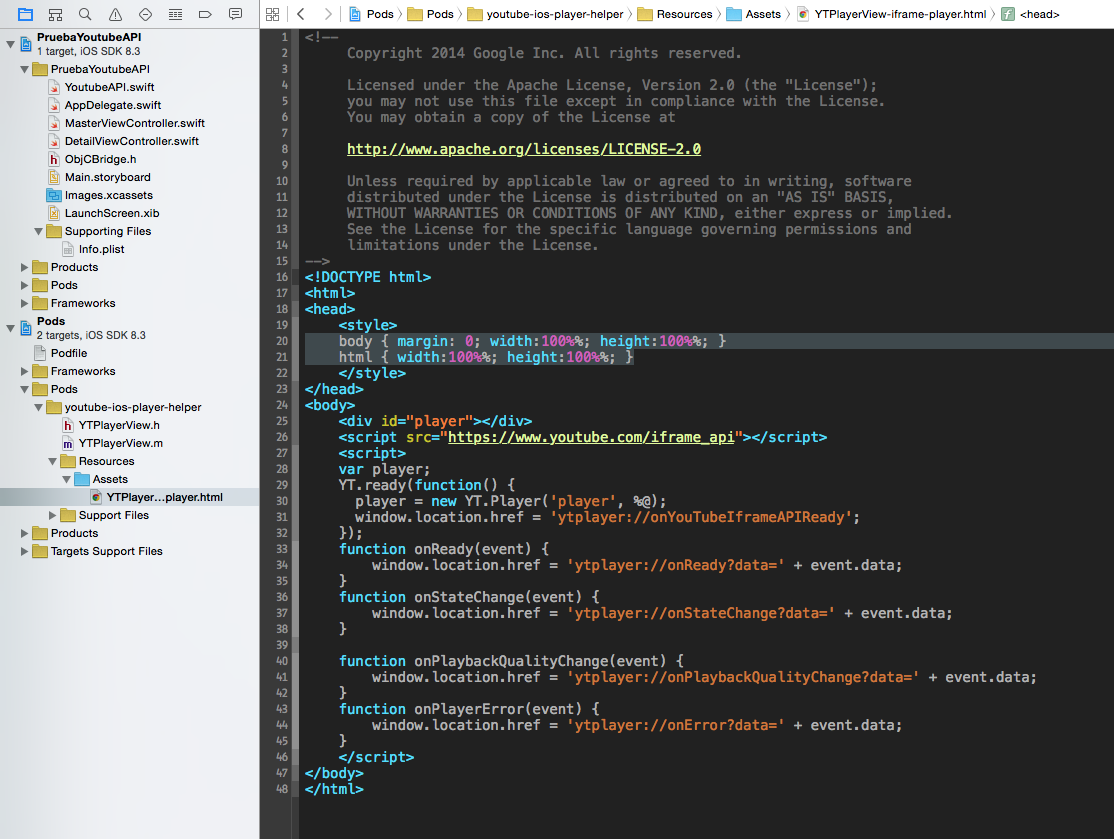 Pods Pods youtube-ios-player-helper Resources Assets YTPlayerView-iframe-player.html f <head>
PruebaYoutubeAPI
1 target, iOS SDK 8.3
PruebaYoutubeAPI
YoutubeAPI.swift
AppDelegate.swift
MasterViewController.swift
DetailViewController.swift
h ObjCBridge.h
Main.storyboard
Images.xcassets
LaunchScreen.xib
Supporting Files
Info.plist
Products
Pods
Frameworks
Pods
2 targets, iOS SDK 8.3
Podfile
Frameworks
Pods
youtube-ios-player-helper
h YTPlayerView.h
m YTPlayerView.m
Resources
Assets
YTPlayer...player.html
Support Files
Products
Targets Support Files
1 <!--
2 Copyright 2014 Google Inc. All rights reserved.
3
4 Licensed under the Apache License, Version 2.0 (the "License");
5 you may not use this file except in compliance with the License.
6 You may obtain a copy of the License at
7
8 http://www.apache.org/licenses/LICENSE-2.0
9
10 Unless required by applicable law or agreed to in writing, software
11 distributed under the License is distributed on an "AS IS" BASIS,
12 WITHOUT WARRANTIES OR CONDITIONS OF ANY KIND, either express or implied.
13 See the License for the specific language governing permissions and
14 limitations under the License.
15 -->
16 <!DOCTYPE html>
17 <html>
18 <head>
19 <style>
20 body { margin: 0; width:100%%; height:100%%; }
21 html { width:100%%; height:100%%; }
22 </style>
23 </head>
24 <body>
25 <div id="player"></div>
26 <script src="https://www.youtube.com/iframe_api"></script>
27 <script>
28 var player;
29 YT.ready(function() {
30 player = new YT.Player('player', %@);
31 window.location.href = 'ytplayer://onYouTubeIframeAPIReady';
32 });
33 function onReady(event) {
34 window.location.href = 'ytplayer://onReady?data=' + event.data;
35 }
36 function onStateChange(event) {
37 window.location.href = 'ytplayer://onStateChange?data=' + event.data;
38 }
39
40 function onPlaybackQualityChange(event) {
41 window.location.href = 'ytplayer://onPlaybackQualityChange?data=' + event.data;
42 }
43 function onPlayerError(event) {
44 window.location.href = 'ytplayer://onError?data=' + event.data;
45 }
46 </script>
47 </body>
48 </html>